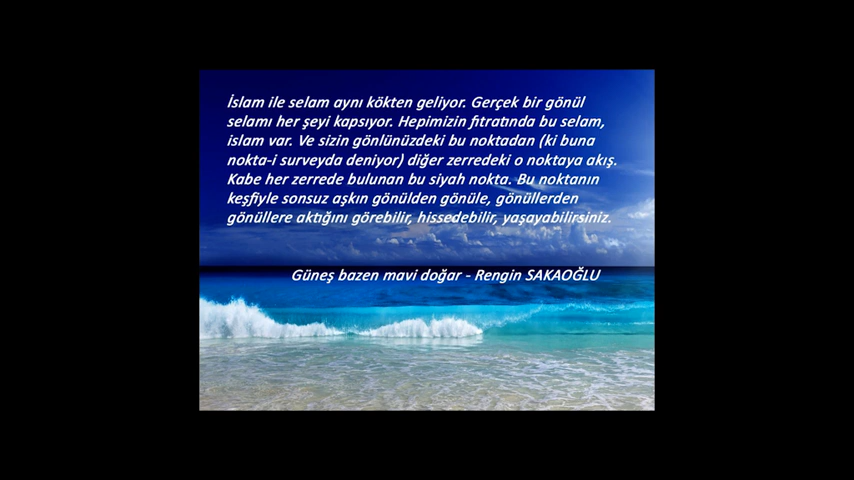 İslam ile selam aynı kökten geliyor. Gerçek bir gönül
selamı her şeyi kapsıyor. Hepimizin fıtratında bu selam,
islam var. Ve sizin gönlünüzdeki bu noktadan (ki buna
nokta-i surveyda deniyor) diğer zerredeki o noktaya akış.
Kabe her zerrede bulunan bu siyah nokta. Bu noktanın
keşfiyle sonsuz aşkın gönülden gönüle, gönüllerden
gönüllere aktığını görebilir, hissedebilir, yaşayabilirsiniz.
Güneş bazen mavi doğar - Rengin SAKAOĞLU